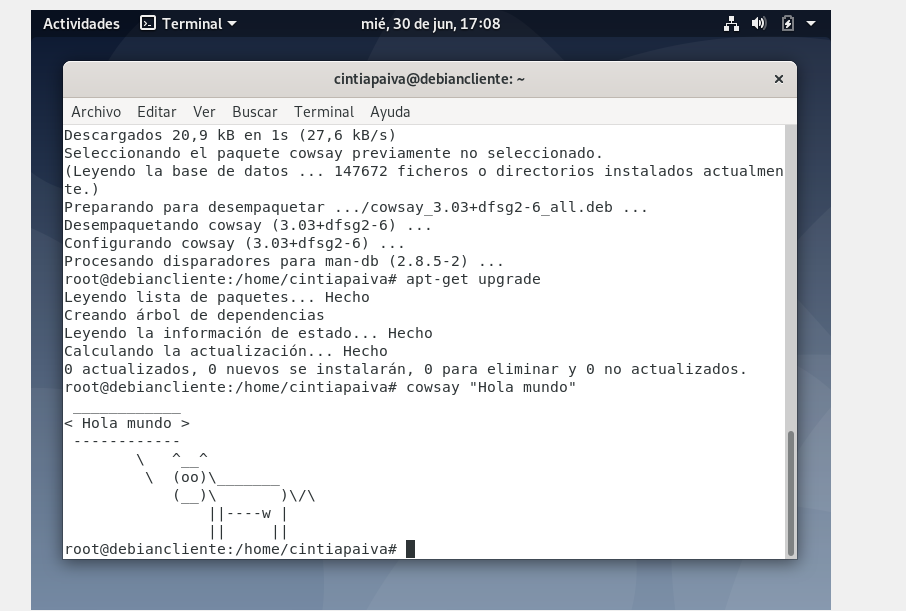 Actividades Terminal mié, 30 de jun, 17:08
cintiapaiva@debiancliente: ~
Archivo Editar Ver Buscar Terminal Ayuda
Descargados 20,9 kB en 1s (27,6 kB/s)
Seleccionando el paquete cowsay previamente no seleccionado.
(Leyendo la base de datos ... 147672 ficheros o directorios instalados actualmen
te.)
Preparando para desempaquetar .../cowsay_3.03+dfsg2-6_all.deb ...
Desempaquetando cowsay (3.03+dfsg2-6) ...
Configurando cowsay (3.03+dfsg2-6) ...
Procesando disparadores para man-db (2.8.5-2) ...
root@debiancliente:/home/cintiapaiva# apt-get upgrade
Leyendo lista de paquetes... Hecho
Creando árbol de dependencias
Leyendo la información de estado... Hecho
Calculando la actualización... Hecho
0 actualizados, 0 nuevos se instalarán, 0 para eliminar y 0 no actualizados.
root@debiancliente:/home/cintiapaiva# cowsay "Hola mundo"
 ____________
< Hola mundo >
 ------------
        \   ^__^
         \  (oo)\_______
            (__)\       )\/\
                ||----w |
                ||     ||
root@debiancliente:/home/cintiapaiva#